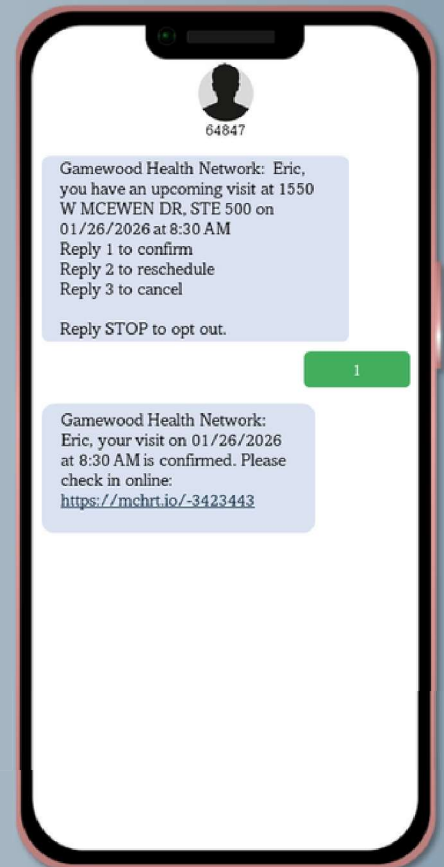 64847
Gamewood Health Network:  Eric,
you have an upcoming visit at 1550
W MCEWEN DR, STE 500 on
01/26/2026 at 8:30 AM
Reply 1 to confirm
Reply 2 to reschedule
Reply 3 to cancel
Reply STOP to opt out.
1
Gamewood Health Network:
Eric, your visit on 01/26/2026
at 8:30 AM is confirmed. Please
check in online:
https://mchrt.io/-3423443